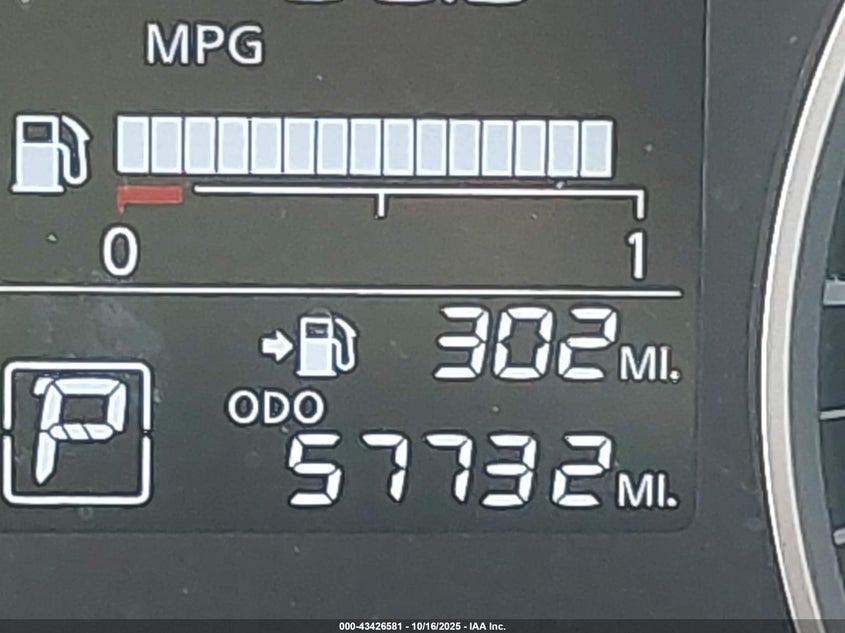 MPG
0 1
302 MI.
ODO
57732 MI.
P
000-43426581 - 10/16/2025 - IAA Inc.